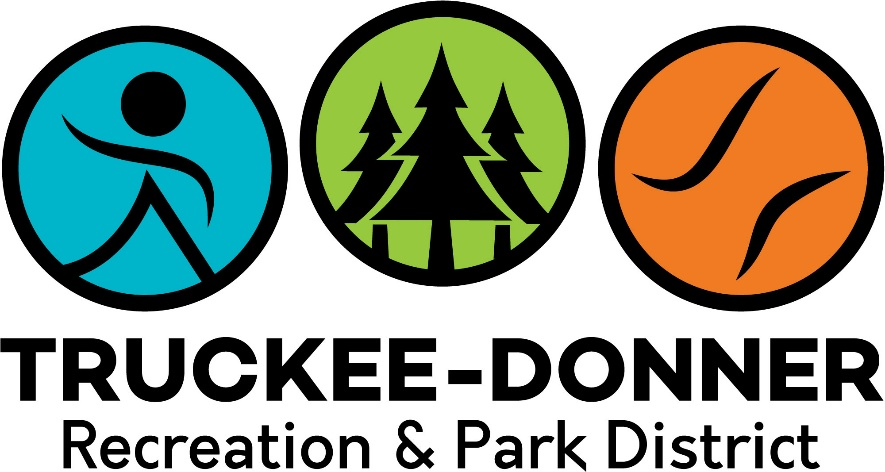 TRUCKEE-DONNER
Recreation & Park District